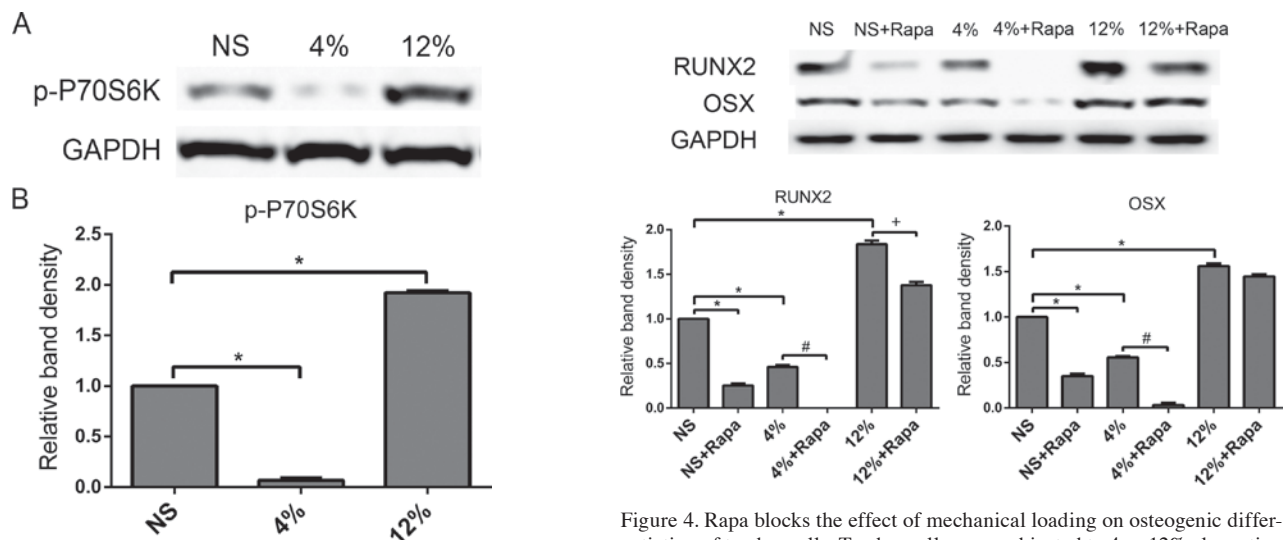 A
NS 4% 12%
p-P70S6K
GAPDH
B
p-P70S6K
Relative band density
2.5
2.0
1.5
1.0
0.5
0.0
*
*
NS 4% 12%
NS NS+Rapa 4% 4%+Rapa 12% 12%+Rapa
RUNX2
OSX
GAPDH
RUNX2
Relative band density
2.0
1.5
1.0
0.5
0.0
*
+
*
*
#
NS NS+Rapa 4% 4%+Rapa 12% 12%+Rapa
OSX
Relative band density
2.0
1.5
1.0
0.5
0.0
*
*
*
#
NS NS+Rapa 4% 4%+Rapa 12% 12%+Rapa
Figure 4. Rapa blocks the effect of mechanical loading on osteogenic differ-